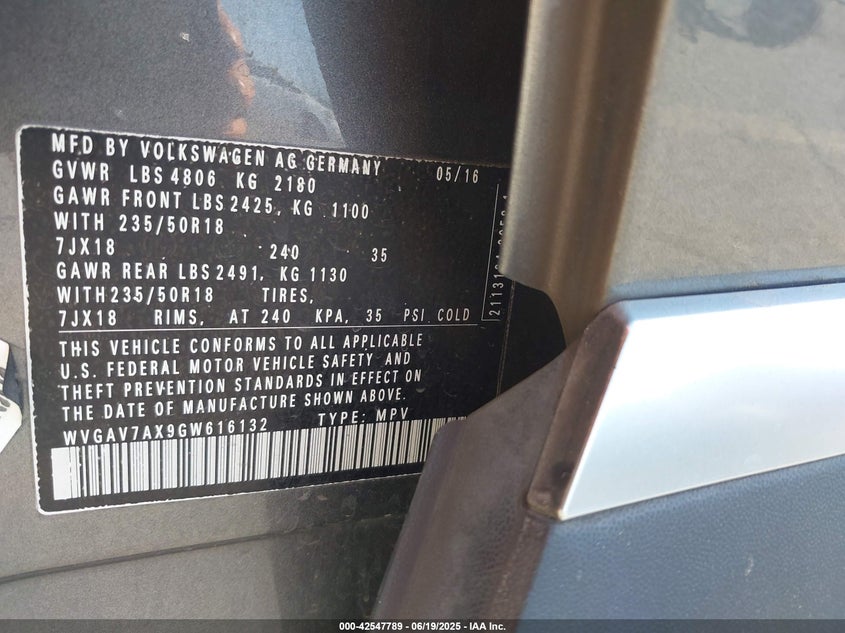 MFD BY VOLKSWAGEN AG GERMANY 05/16
GVWR LBS 4806 KG 2180
GAWR FRONT LBS 2425, KG 1100
WITH 235/50R18
7JX18 240 35
GAWR REAR LBS 2491, KG 1130
WITH 235/50R18 TIRES,
7JX18 RIMS, AT 240 KPA, 35 PSI COLD
THIS VEHICLE CONFORMS TO ALL APPLICABLE
U.S. FEDERAL MOTOR VEHICLE SAFETY AND
THEFT PREVENTION STANDARDS IN EFFECT ON
THE DATE OF MANUFACTURE SHOWN ABOVE.
WVGAV7AX9GW616132 TYPE: MPV
000-42547789 - 06/19/2025 - IAA Inc.